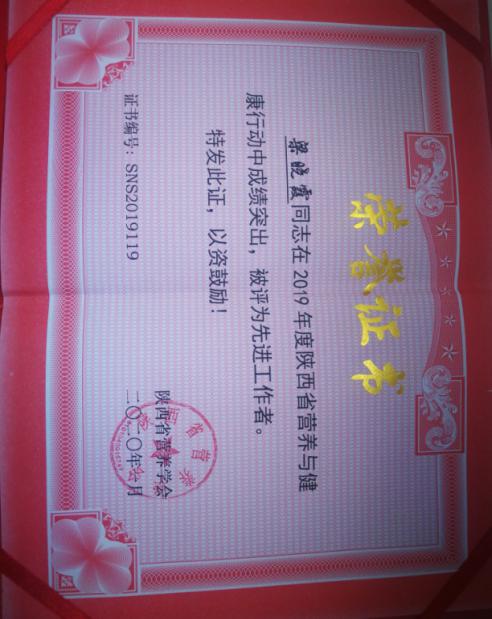 荣誉证书
梁晓霞同志在2019年度陕西省营养与健
康行动中成绩突出，被评为先进工作者。
特发此证，以资鼓励！
证书编号：SNS2019119
陕西省营养学会
二〇二〇年 月